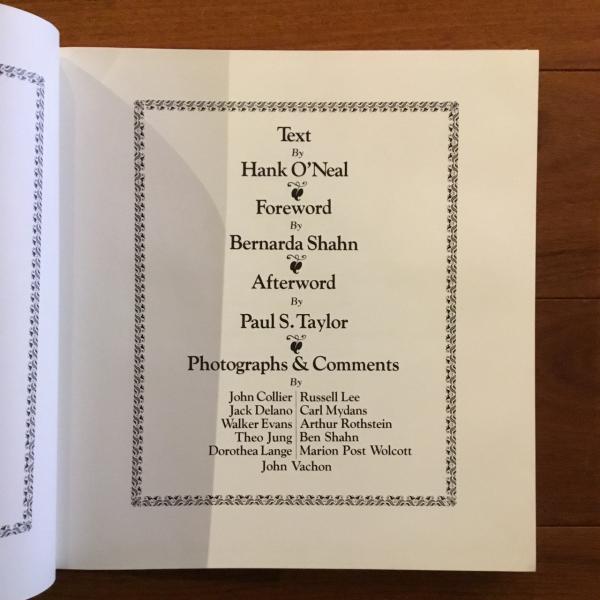 Text
By
Hank O'Neal
Foreword
By
Bernarda Shahn
Afterword
By
Paul S. Taylor
Photographs & Comments
By
John Collier
Jack Delano
Walker Evans
Theo Jung
Dorothea Lange
Russell Lee
Carl Mydans
Arthur Rothstein
Ben Shahn
Marion Post Wolcott
John Vachon